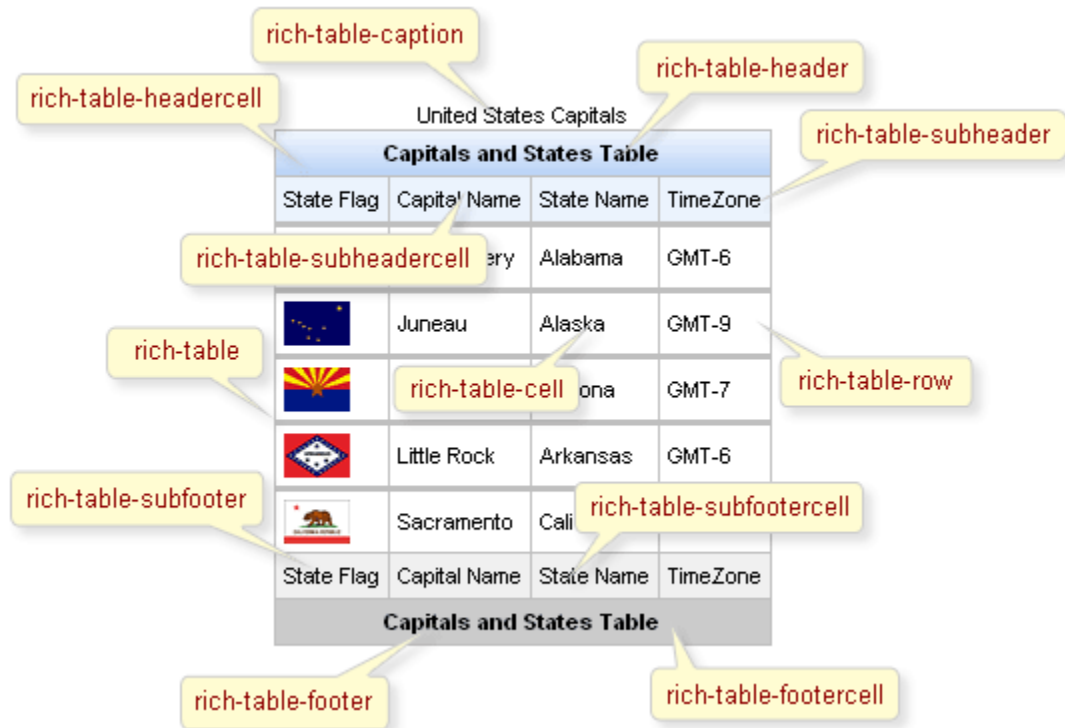 rich-table-caption
rich-table-header
rich-table-headercell
United States Capitals
rich-table-subheader
Capitals and States Table
State Flag Capital Name State Name TimeZone
rich-table-subheadercell
ery Alabama GMT-6
Juneau Alaska GMT-9
rich-table
rich-table-cell
rich-table-row
ona GMT-7
Little Rock Arkansas GMT-6
rich-table-subfooter
rich-table-subfootercell
Sacramento Cali
State Flag Capital Name State Name TimeZone
Capitals and States Table
rich-table-footer
rich-table-footercell